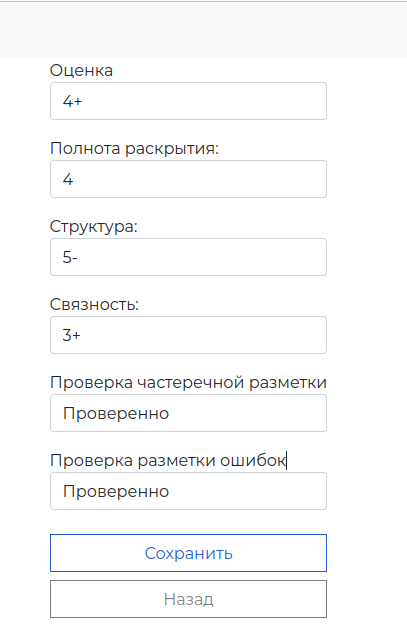 Оценка
4+
Полнота раскрытия:
4
Структура:
5-
Связность:
3+
Проверка частеречной разметки
Проверенно
Проверка разметки ошибок
Проверенно
Сохранить
Назад